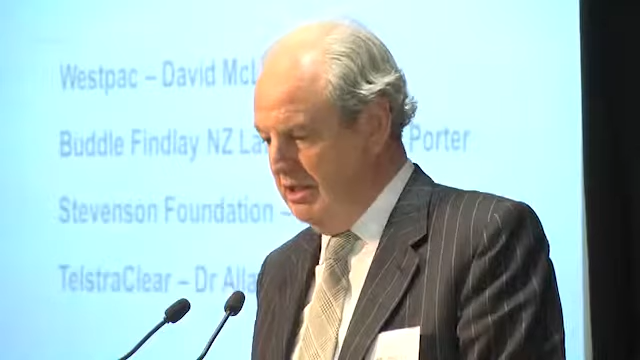 Westpac – David McL
Buddle Findlay NZ La Porter
Stevenson Foundation –
TelstraClear – Dr Alla